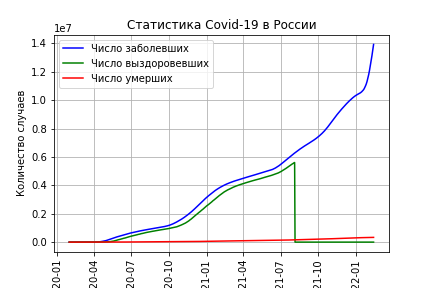 Статистика Covid-19 в России
1e7
Число заболевших
Число выздоровевших
Число умерших
Количество случаев
1.4
1.2
1.0
0.8
0.6
0.4
0.2
0.0
20-01
20-04
20-07
20-10
21-01
21-04
21-07
21-10
22-01